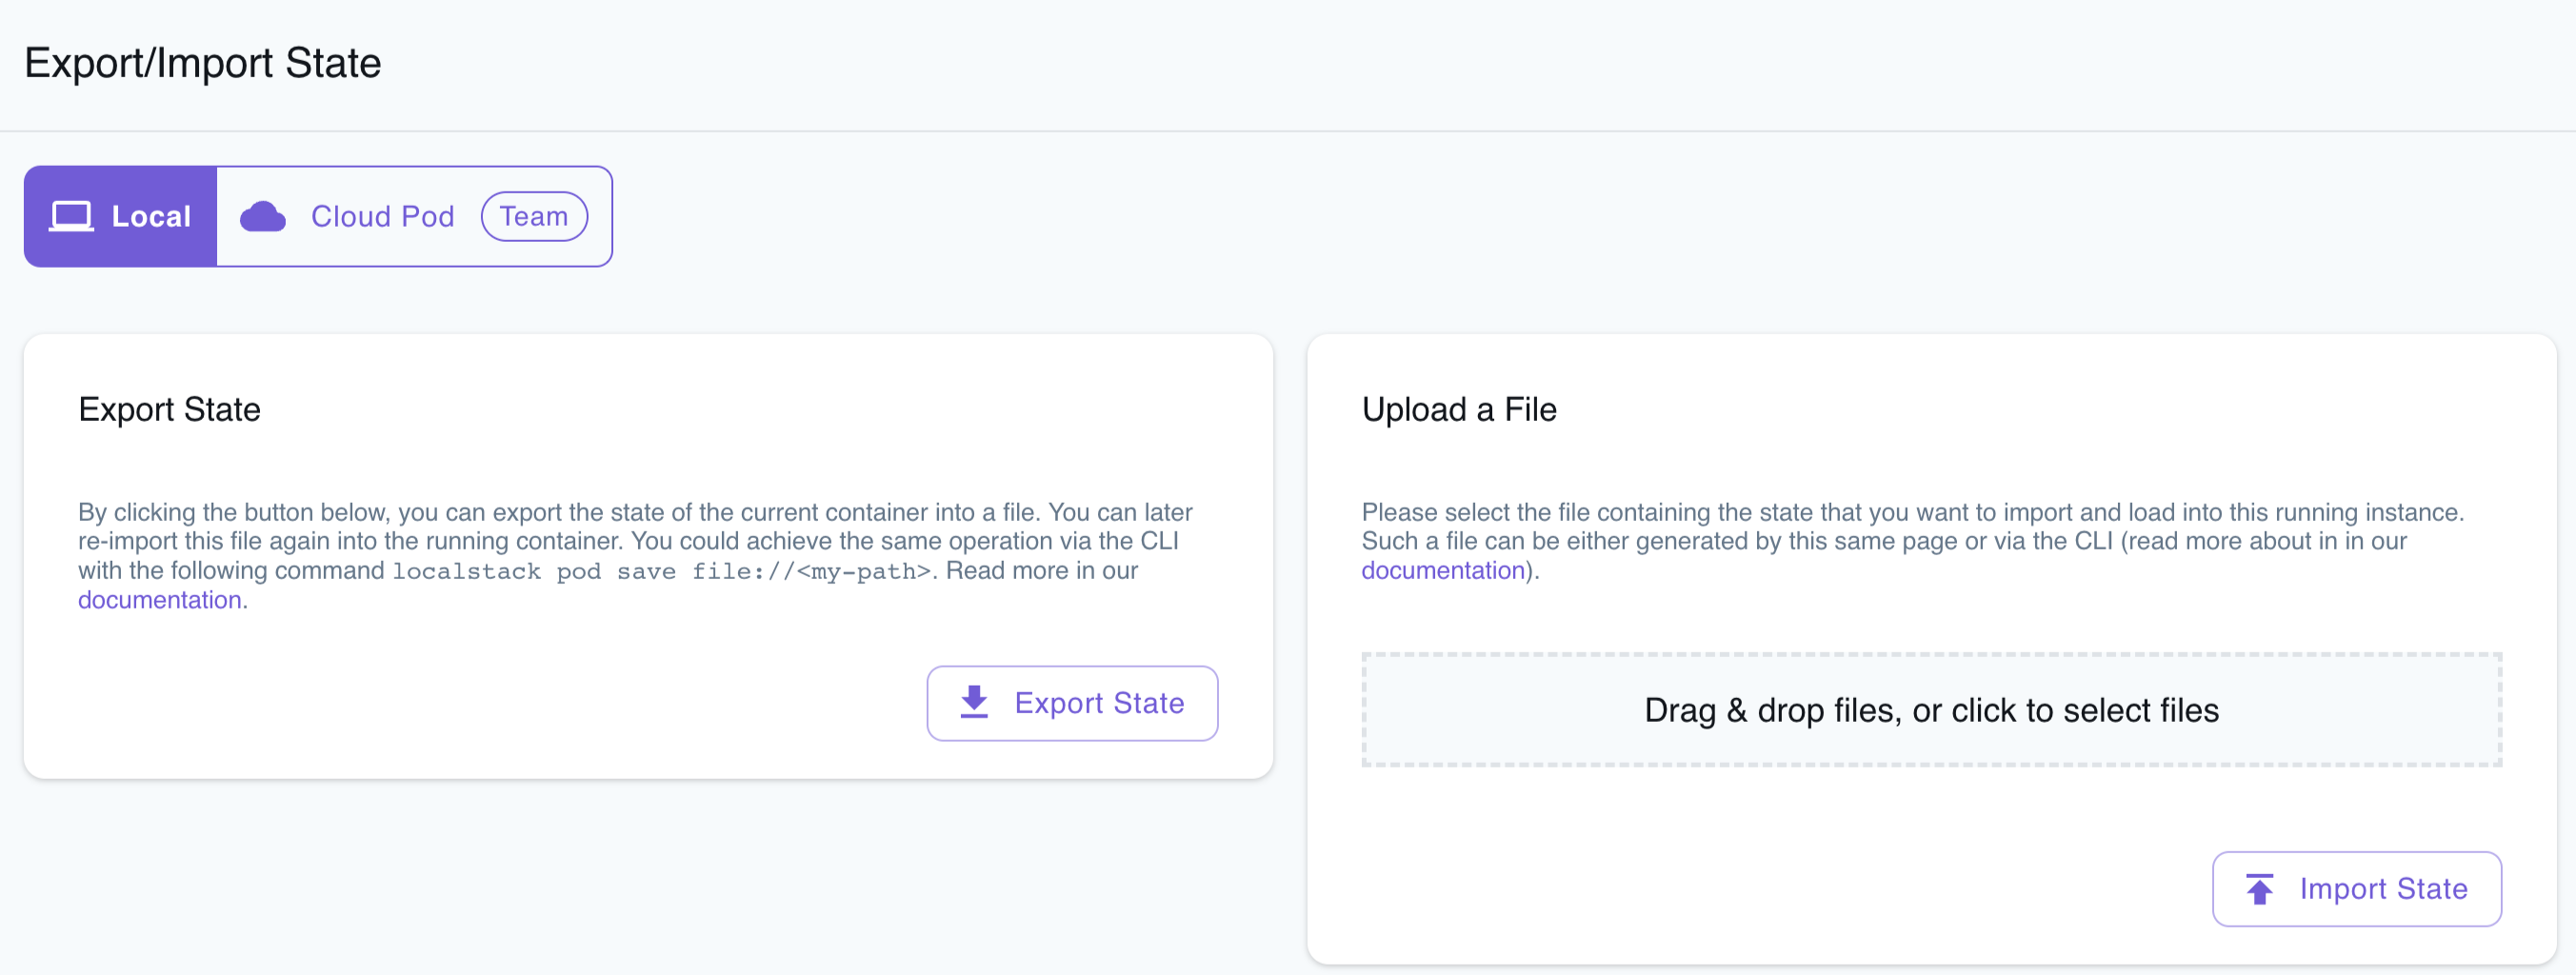 Export/Import State
Local
Cloud Pod
Team
Export State
By clicking the button below, you can export the state of the current container into a file. You can later
re-import this file again into the running container. You could achieve the same operation via the CLI
with the following command localstack pod save file://<my-path>. Read more in our
documentation.
Export State
Upload a File
Please select the file containing the state that you want to import and load into this running instance.
Such a file can be either generated by this same page or via the CLI (read more about in in our
documentation).
Drag & drop files, or click to select files
Import State